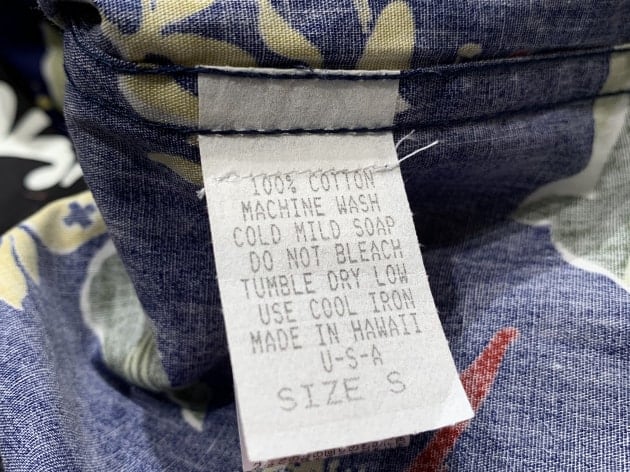 100% COTTON
MACHINE WASH
COLD MILD SOAP
DO NOT BLEACH
TUMBLE DRY LOW
USE COOL IRON
MADE IN HAWAII
U-S-A
SIZE S